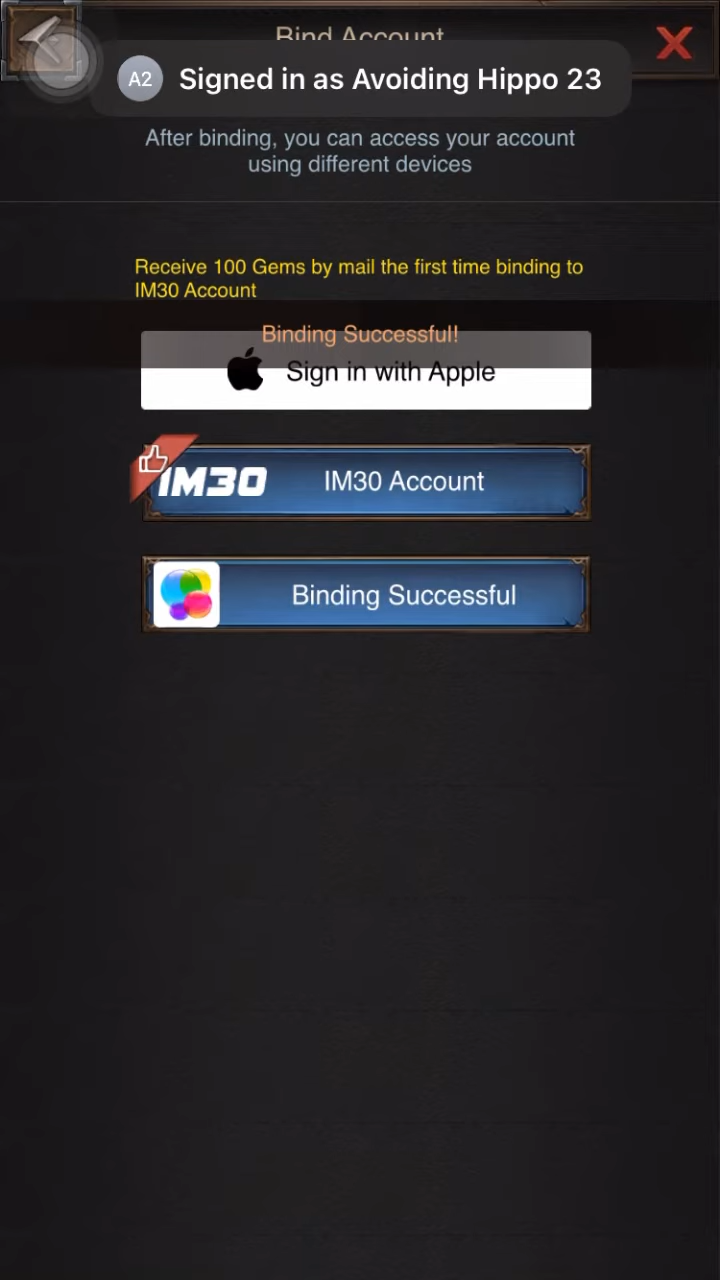 Bind Account
A2 Signed in as Avoiding Hippo 23
After binding, you can access your account
using different devices
Receive 100 Gems by mail the first time binding to
IM30 Account
Binding Successful!
Sign in with Apple
IM30 IM30 Account
Binding Successful